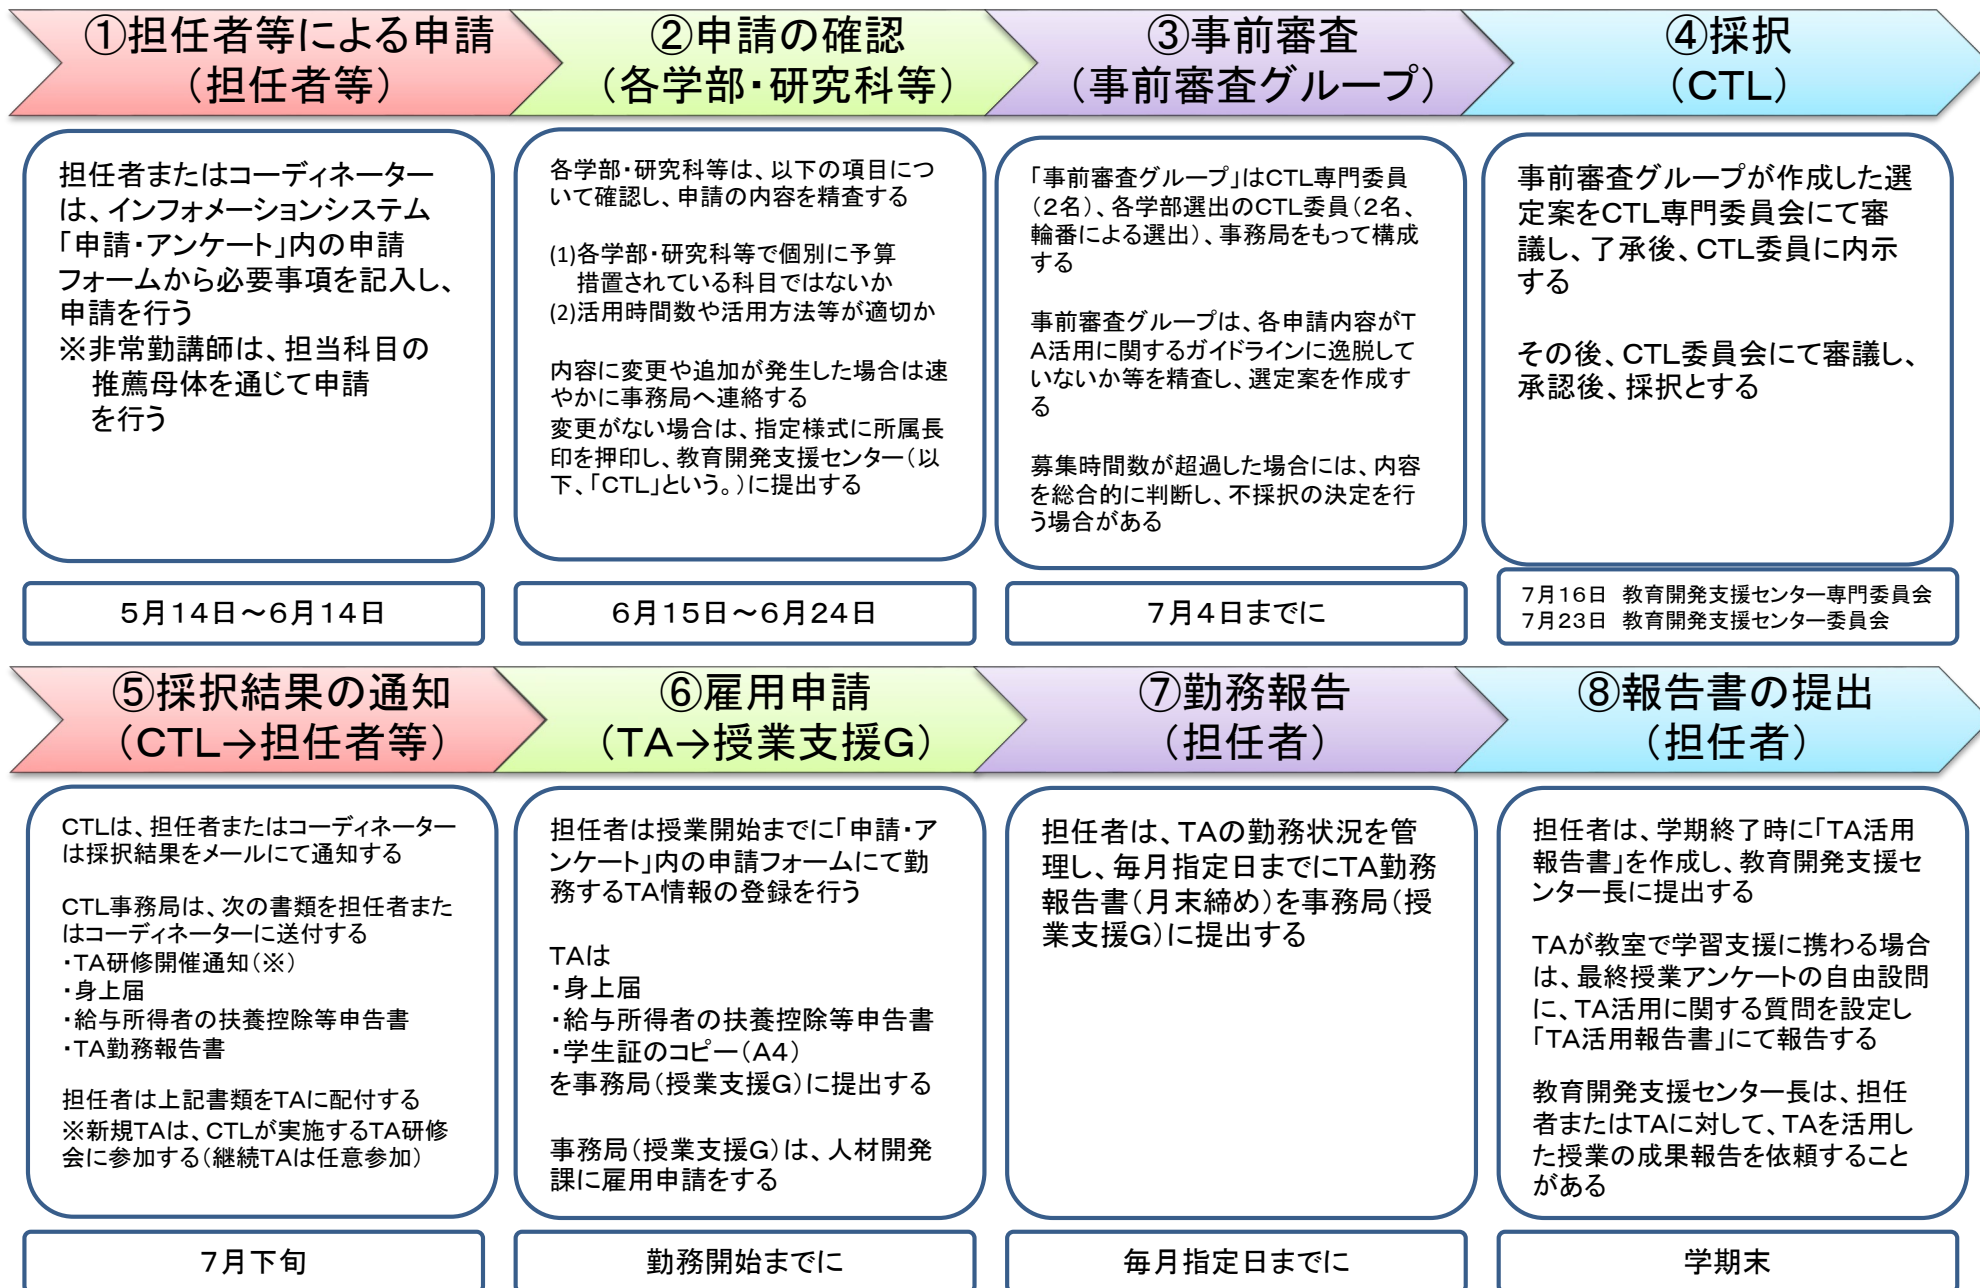 ①担任者等による申請
（担任者等）
②申請の確認
（各学部・研究科等）
③事前審査
（事前審査グループ）
④採択
（CTL）
担任者またはコーディネーター
は、インフォメーションシステム
「申請・アンケート」内の申請
フォームから必要事項を記入し、
申請を行う
※非常勤講師は、担当科目の
推薦母体を通じて申請
を行う
各学部・研究科等は、以下の項目につ
いて確認し、申請の内容を精査する
(1)各学部・研究科等で個別に予算
措置されている科目ではないか
(2)活用時間数や活用方法等が適切か
内容に変更や追加が発生した場合は速
やかに事務局へ連絡する
変更がない場合は、指定様式に所属長
印を押印し、教育開発支援センター（以
下、「CTL」という。）に提出する
「事前審査グループ」はCTL専門委員
（２名）、各学部選出のCTL委員（２名、
輪番による選出）、事務局をもって構成
する
事前審査グループは、各申請内容がT
A活用に関するガイドラインに逸脱して
いないか等を精査し、選定案を作成す
る
募集時間数が超過した場合には、内容
を総合的に判断し、不採択の決定を行
う場合がある
事前審査グループが作成した選
定案をCTL専門委員会にて審
議し、了承後、CTL委員に内示
する
その後、CTL委員会にて審議し、
承認後、採択とする
５月１４日～６月１４日
６月１５日～６月２４日
７月４日までに
７月１６日　教育開発支援センター専門委員会
７月２３日　教育開発支援センター委員会
⑤採択結果の通知
（CTL→担任者等）
⑥雇用申請
（TA→授業支援G）
⑦勤務報告
（担任者）
⑧報告書の提出
（担任者）
CTLは、担任者またはコーディネーター
は採択結果をメールにて通知する
CTL事務局は、次の書類を担任者また
はコーディネーターに送付する
・TA研修開催通知（※）
・身上届
・給与所得者の扶養控除等申告書
・TA勤務報告書
担任者は上記書類をTAに配付する
※新規TAは、CTLが実施するTA研修
会に参加する（継続TAは任意参加）
担任者は授業開始までに「申請・ア
ンケート」内の申請フォームにて勤
務するTA情報の登録を行う
TAは
・身上届
・給与所得者の扶養控除等申告書
・学生証のコピー（A4）
を事務局（授業支援G）に提出する
事務局（授業支援G）は、人材開発
課に雇用申請をする
担任者は、TAの勤務状況を管
理し、毎月指定日までにTA勤務
報告書（月末締め）を事務局（授
業支援G）に提出する
担任者は、学期終了時に「TA活用
報告書」を作成し、教育開発支援セ
ンター長に提出する
TAが教室で学習支援に携わる場合
は、最終授業アンケートの自由設問
に、TA活用に関する質問を設定し
「TA活用報告書」にて報告する
教育開発支援センター長は、担任
者またはTAに対して、TAを活用し
た授業の成果報告を依頼すること
がある
７月下旬
勤務開始までに
毎月指定日までに
学期末